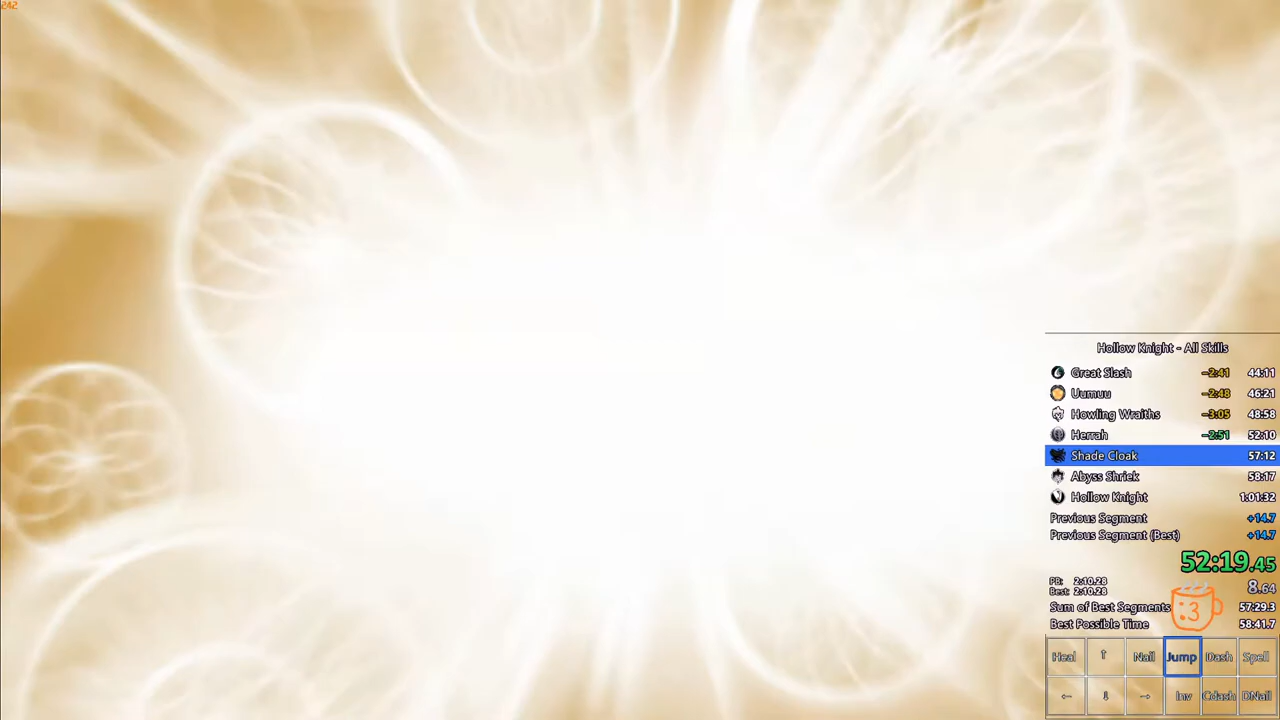 242
Hollow Knight - All Skills
Great Slash −2:41 44:11
Uumuu −2:48 46:21
Howling Wraiths −3:05 48:58
Herrah −2:51 52:10
Shade Cloak 57:12
Abyss Shriek 58:17
Hollow Knight 1:01:32
Previous Segment +14.7
Previous Segment (Best) +14.7
52:19.45
PB: 2:10.28 8.64
Best: 2:10.28
:3
Sum of Best Segments 57:29.3
Best Possible Time 58:41.7
Heal ↑ Nail Jump Dash Spell
← ↓ → Inv Cdash DNail